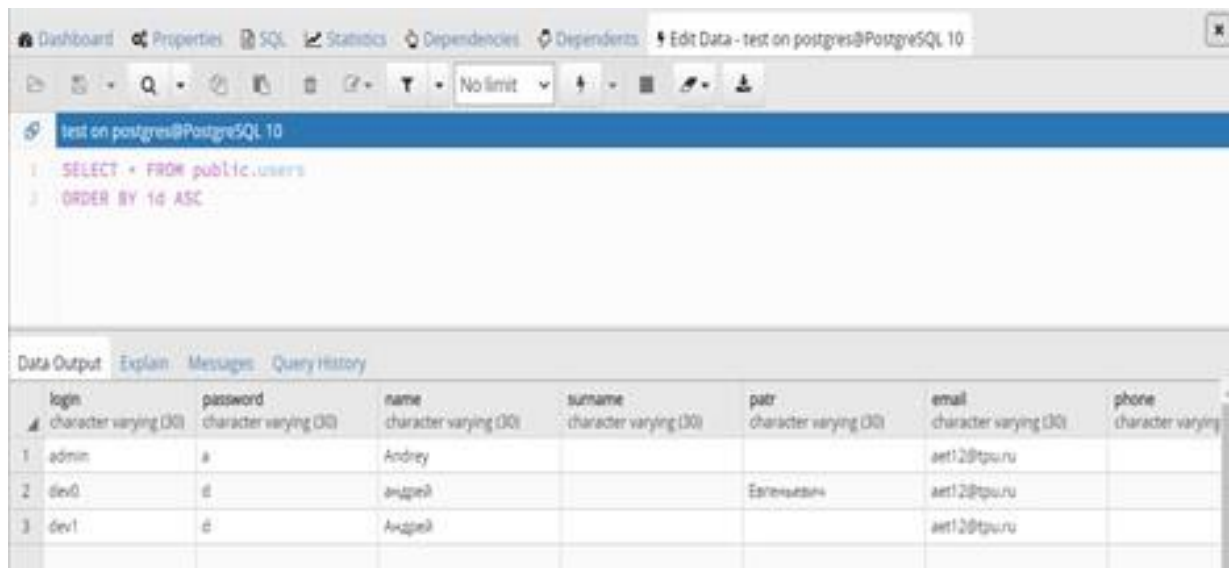 Dashboard Properties SQL Statistics Dependencies Dependents Edit Data - test on postgres@PostgreSQL 10
No limit
test on postgres@PostgreSQL 10
1 SELECT * FROM public.users
2 ORDER BY id ASC
Data Output Explain Messages Query History
login password name surname patr email phone
character varying (30) character varying (30) character varying (30) character varying (30) character varying (30) character varying (30) character varying
1 admin a Andrey aet12@tpu.ru
2 dev0 d андрей Евгеньевич aet12@tpu.ru
3 dev1 d Андрей aet12@tpu.ru